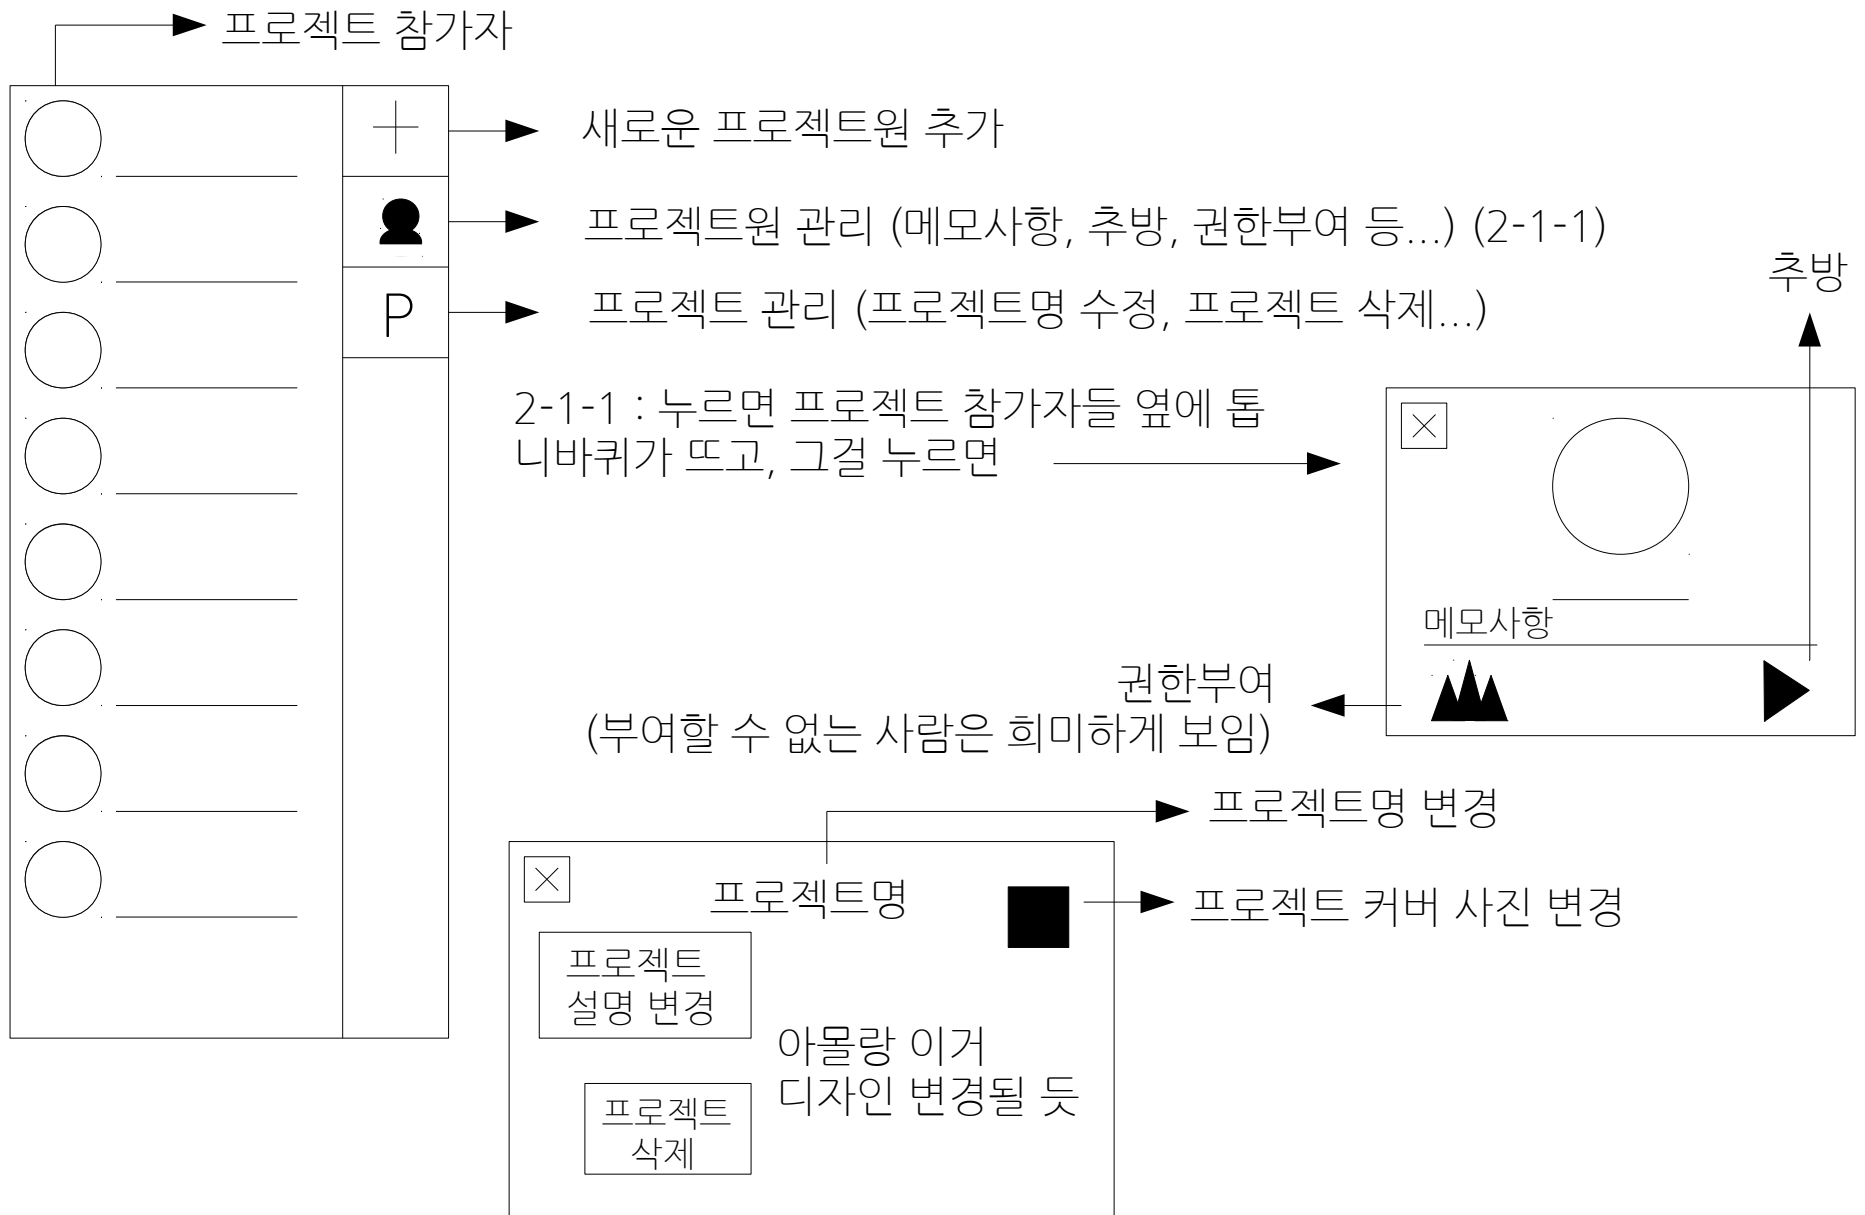 프로젝트 참가자
새로운 프로젝트원 추가
프로젝트원 관리 (메모사항, 추방, 권한부여 등...) (2-1-1)
추방
P
프로젝트 관리 (프로젝트명 수정, 프로젝트 삭제...)
2-1-1 : 누르면 프로젝트 참가자들 옆에 톱
니바퀴가 뜨고, 그걸 누르면
메모사항
권한부여
(부여할 수 없는 사람은 희미하게 보임)
프로젝트명 변경
프로젝트명
프로젝트 커버 사진 변경
프로젝트
설명 변경
아몰랑 이거
디자인 변경될 듯
프로젝트
삭제